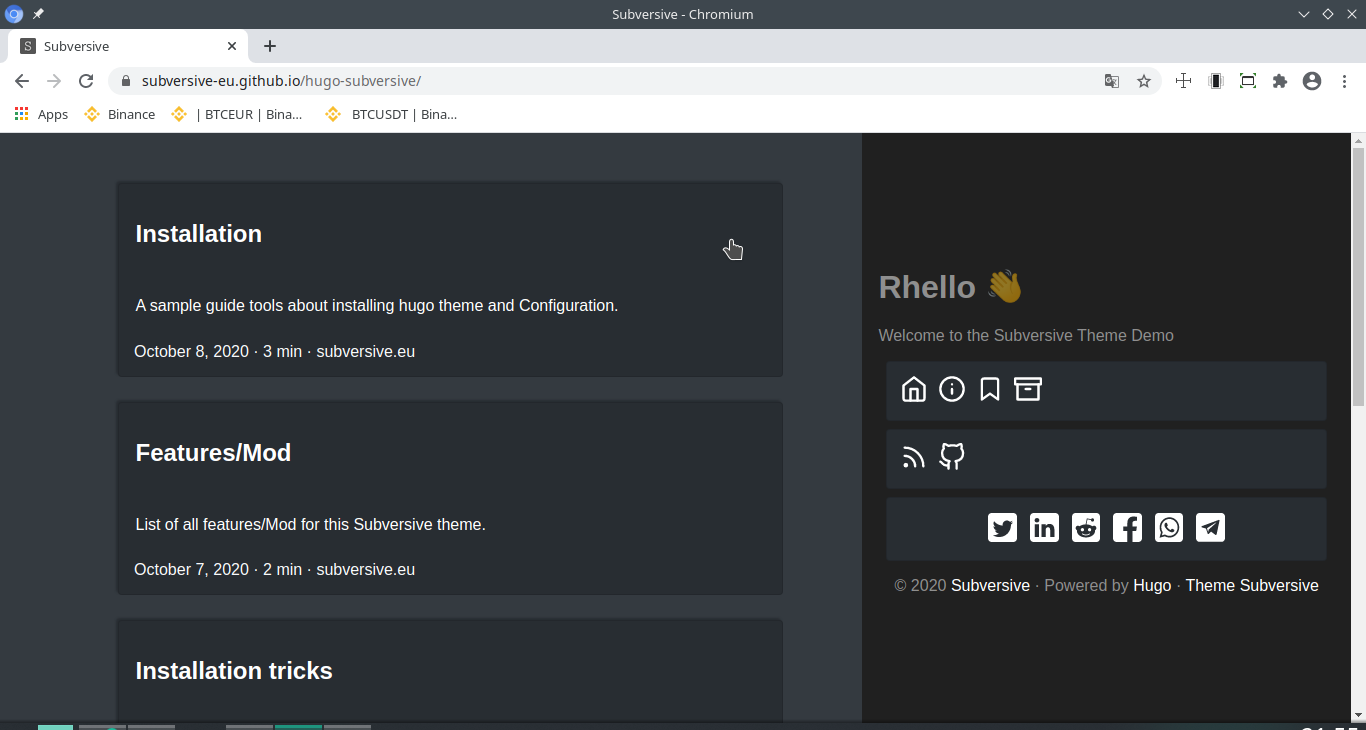 Subversive - Chromium
S Subversive
subversive-eu.github.io/hugo-subversive/
Apps Binance | BTCEUR | Bina... BTCUSDT | Bina...
Installation
A sample guide tools about installing hugo theme and Configuration.
October 8, 2020 · 3 min · subversive.eu
Features/Mod
List of all features/Mod for this Subversive theme.
October 7, 2020 · 2 min · subversive.eu
Installation tricks
Rhello 👋
Welcome to the Subversive Theme Demo
© 2020 Subversive · Powered by Hugo · Theme Subversive